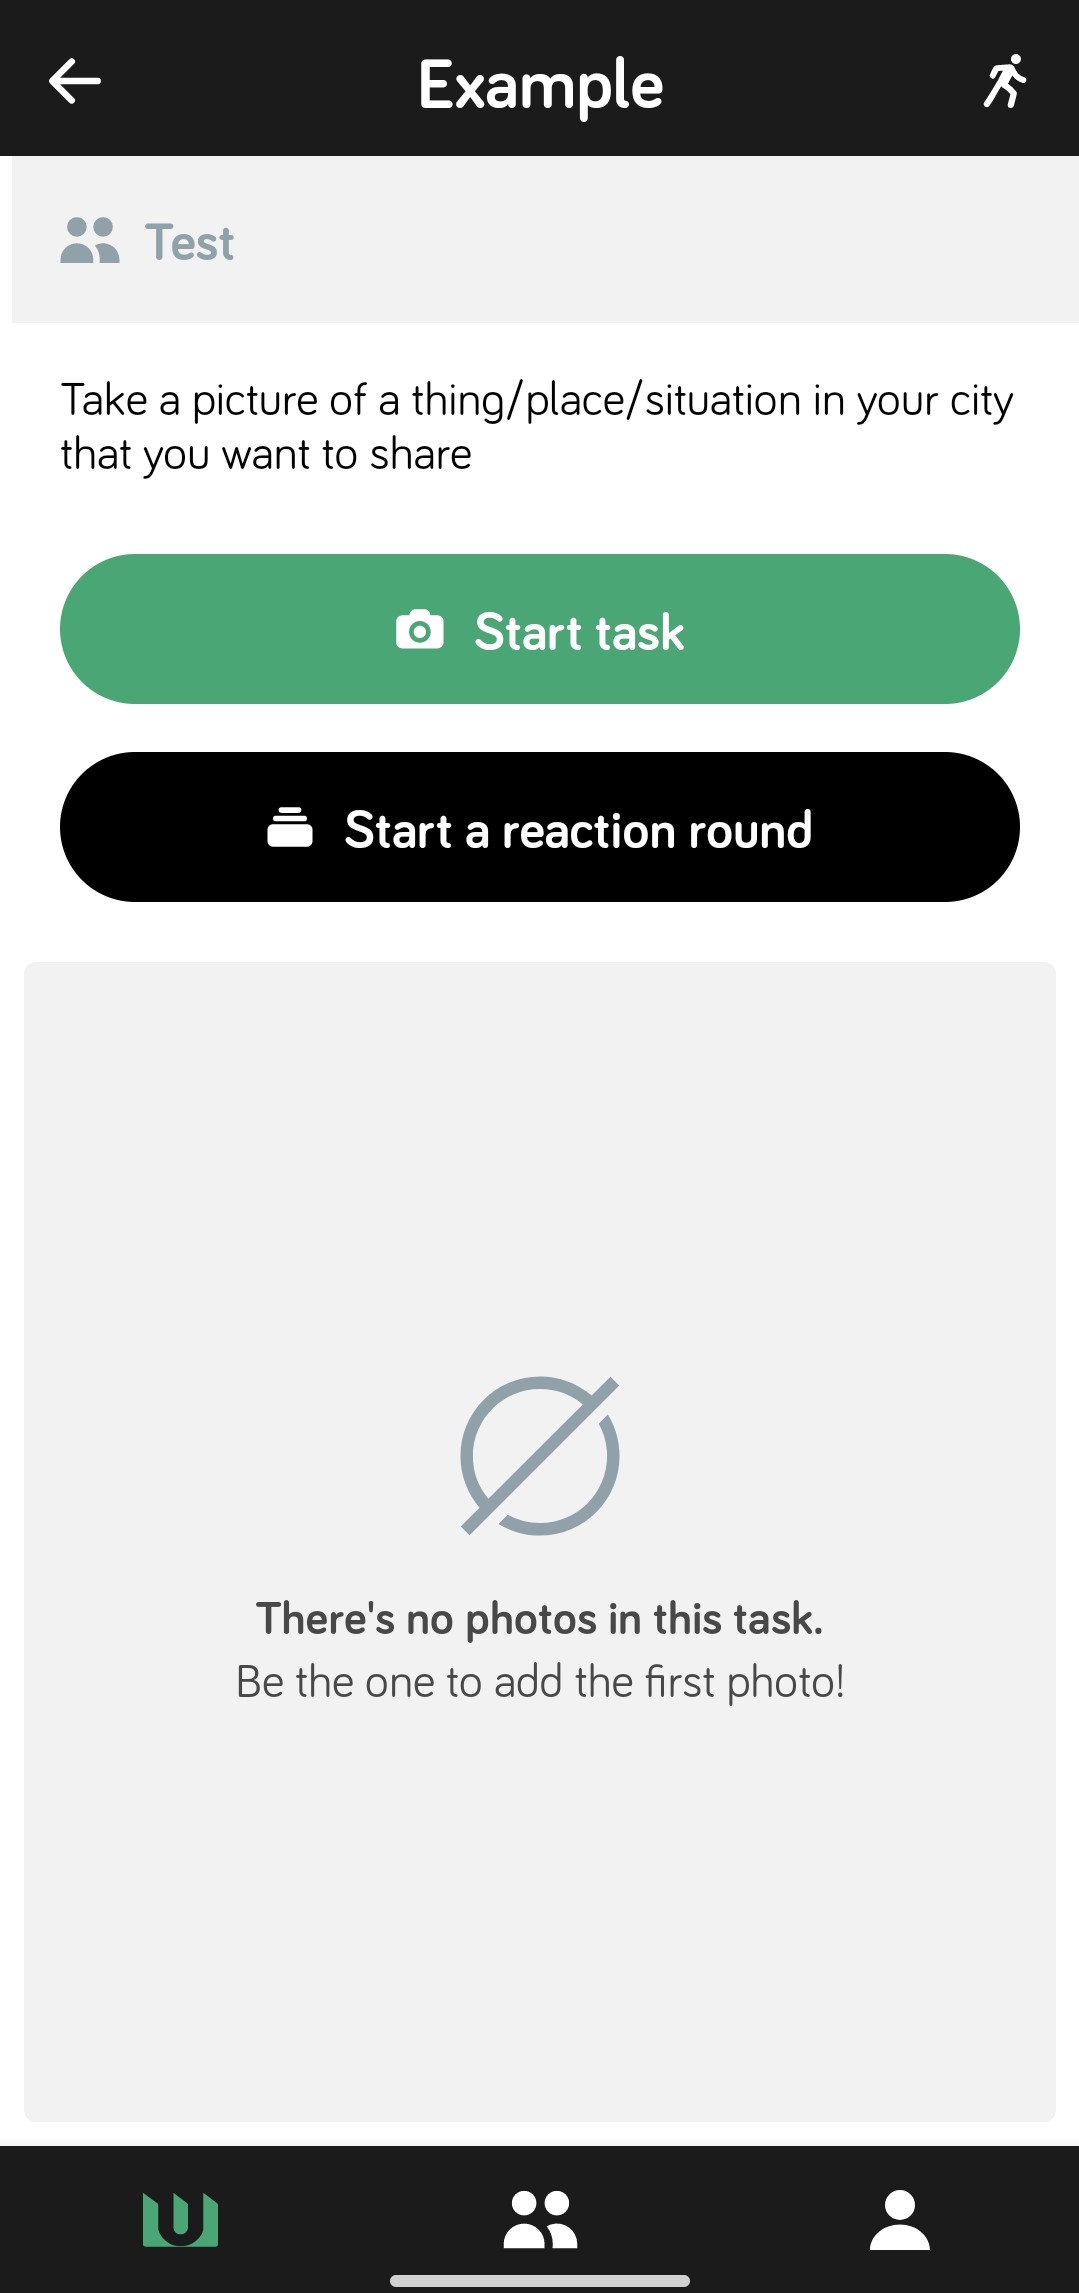 Example
Test
Take a picture of a thing/place/situation in your city
that you want to share
Start task
Start a reaction round
There's no photos in this task.
Be the one to add the first photo!